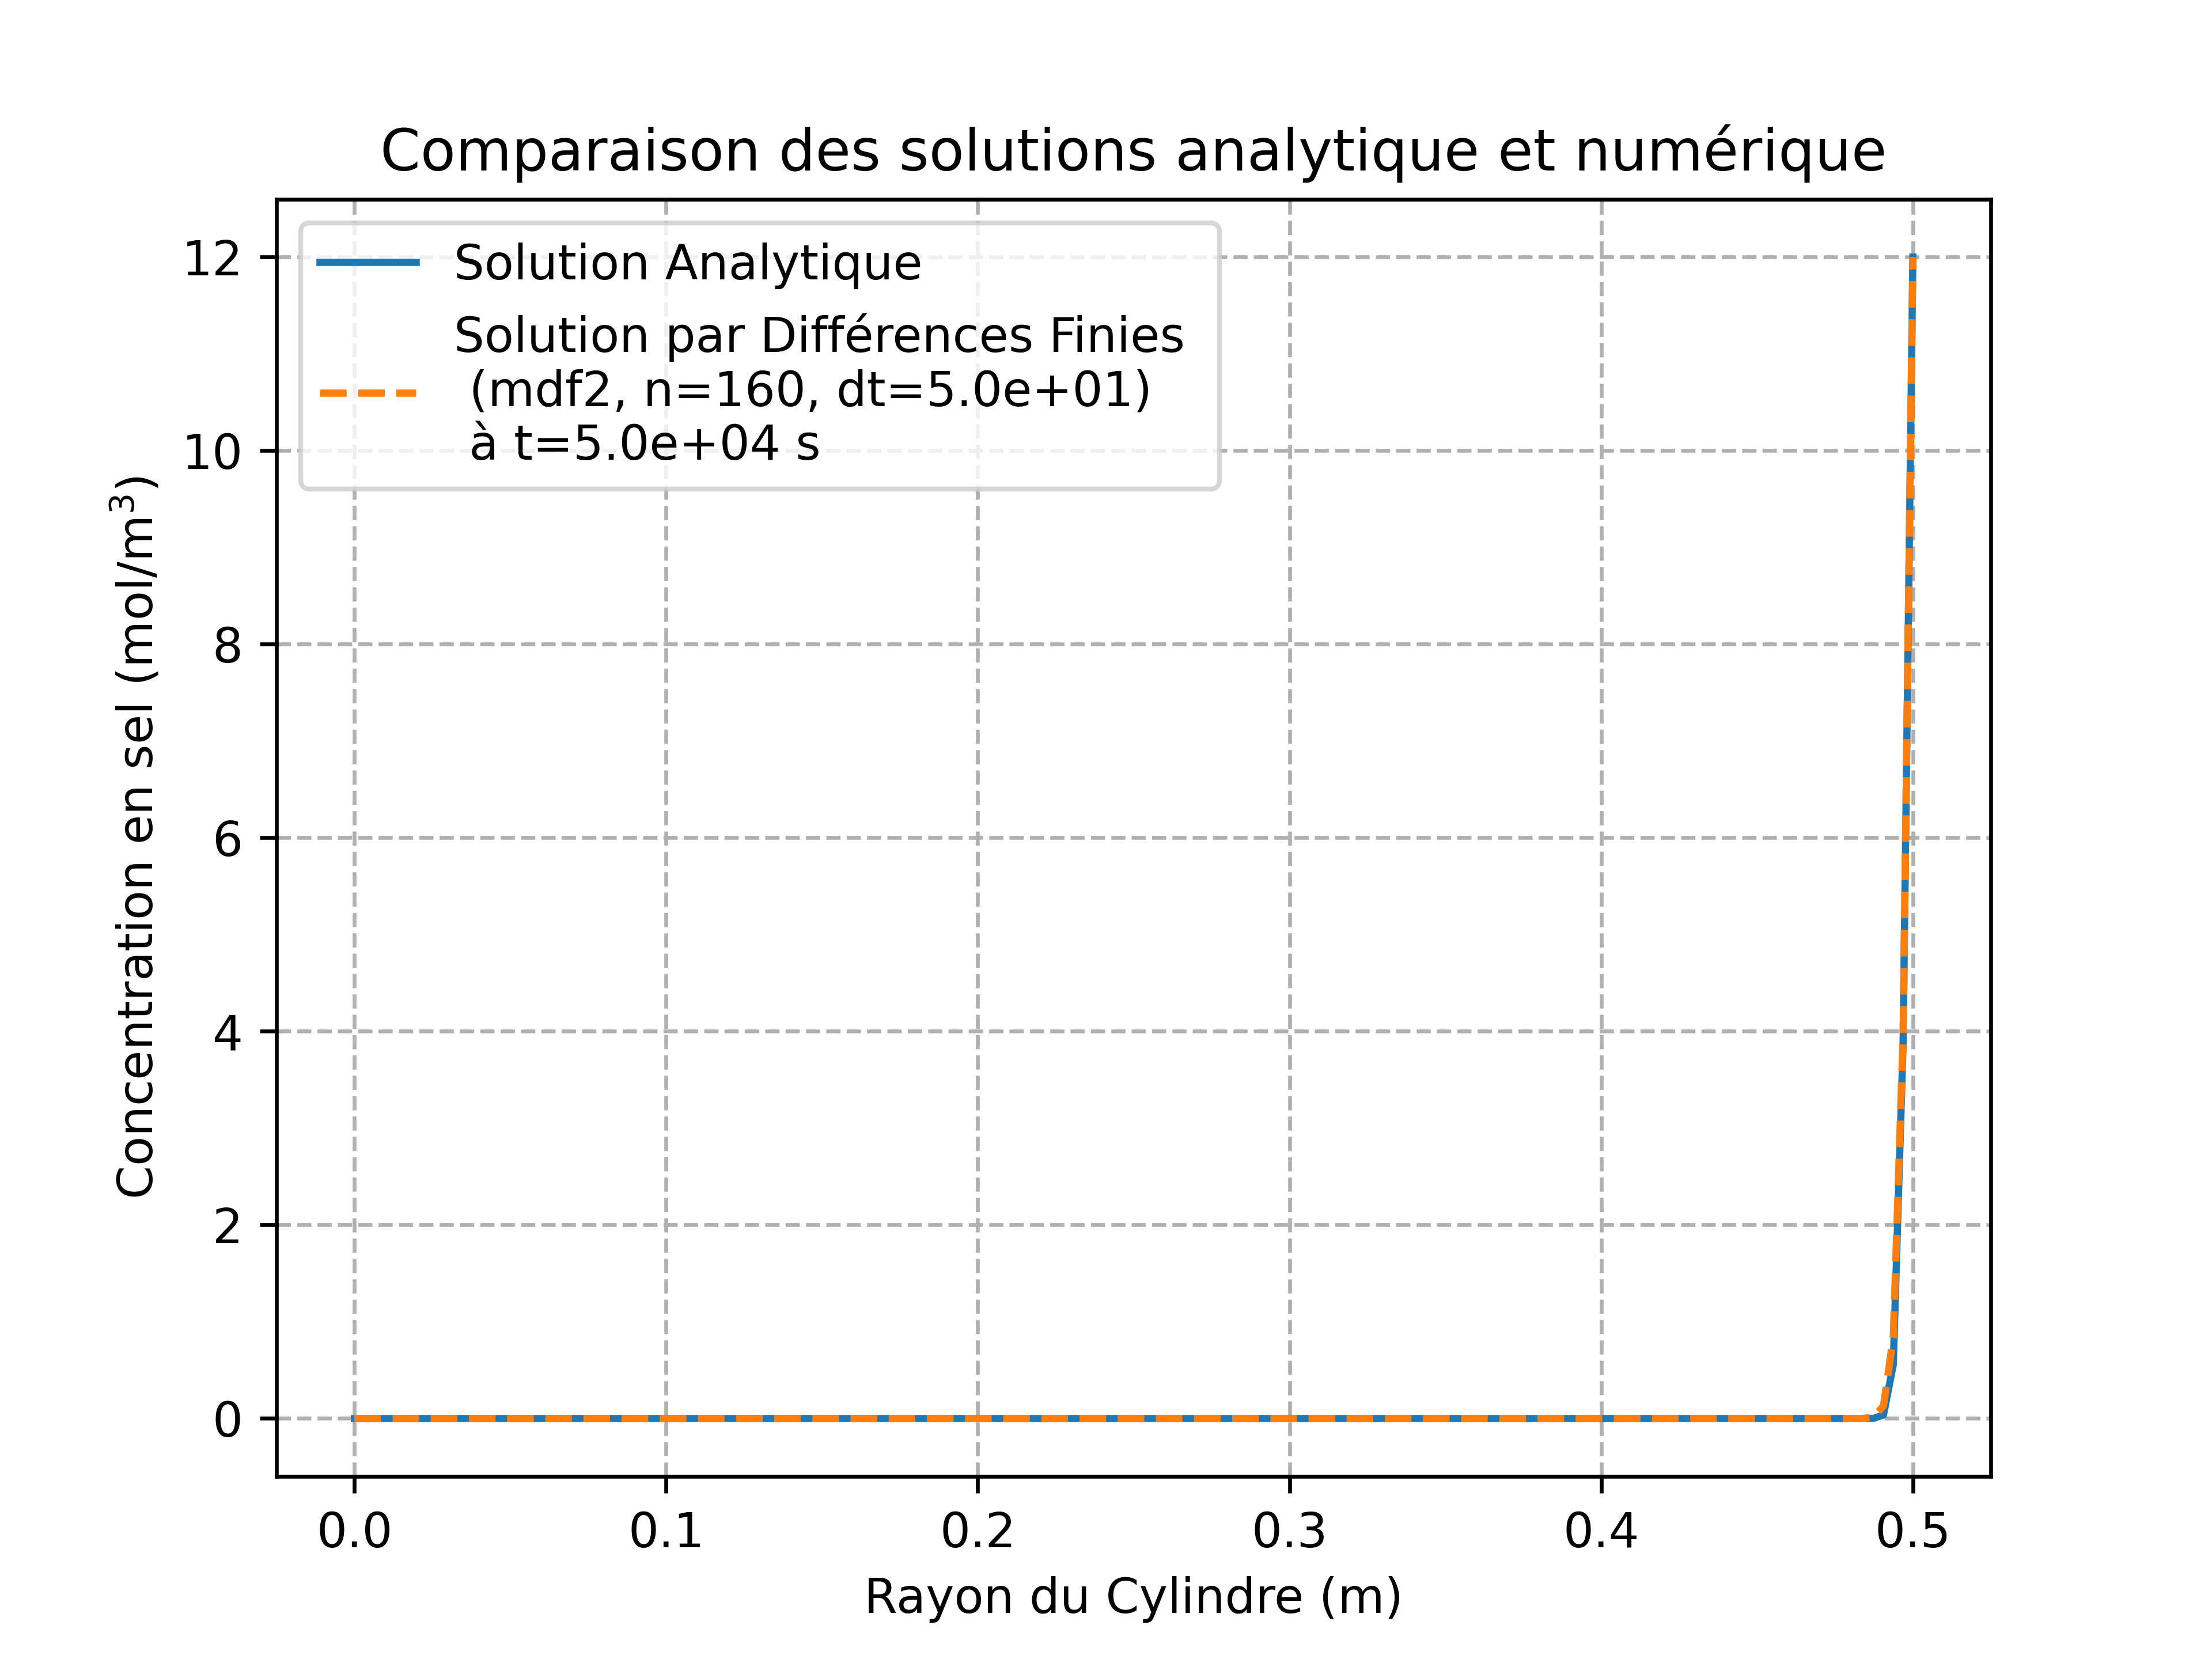 Comparaison des solutions analytique et numérique
Solution Analytique
Solution par Différences Finies
(mdf2, n=160, dt=5.0e+01)
à t=5.0e+04 s
Concentration en sel (mol/m³)
12
10
8
6
4
2
0
0.0 0.1 0.2 0.3 0.4 0.5
Rayon du Cylindre (m)